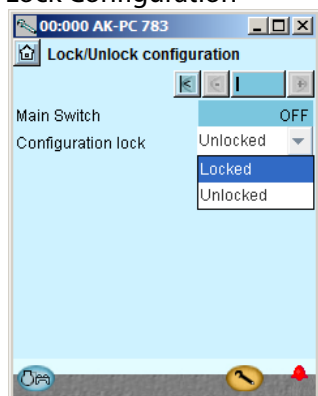 Lock Configuration
00:000 AK-PC 783
Lock/Unlock configuration
Main Switch OFF
Configuration lock Unlocked
Locked
Unlocked